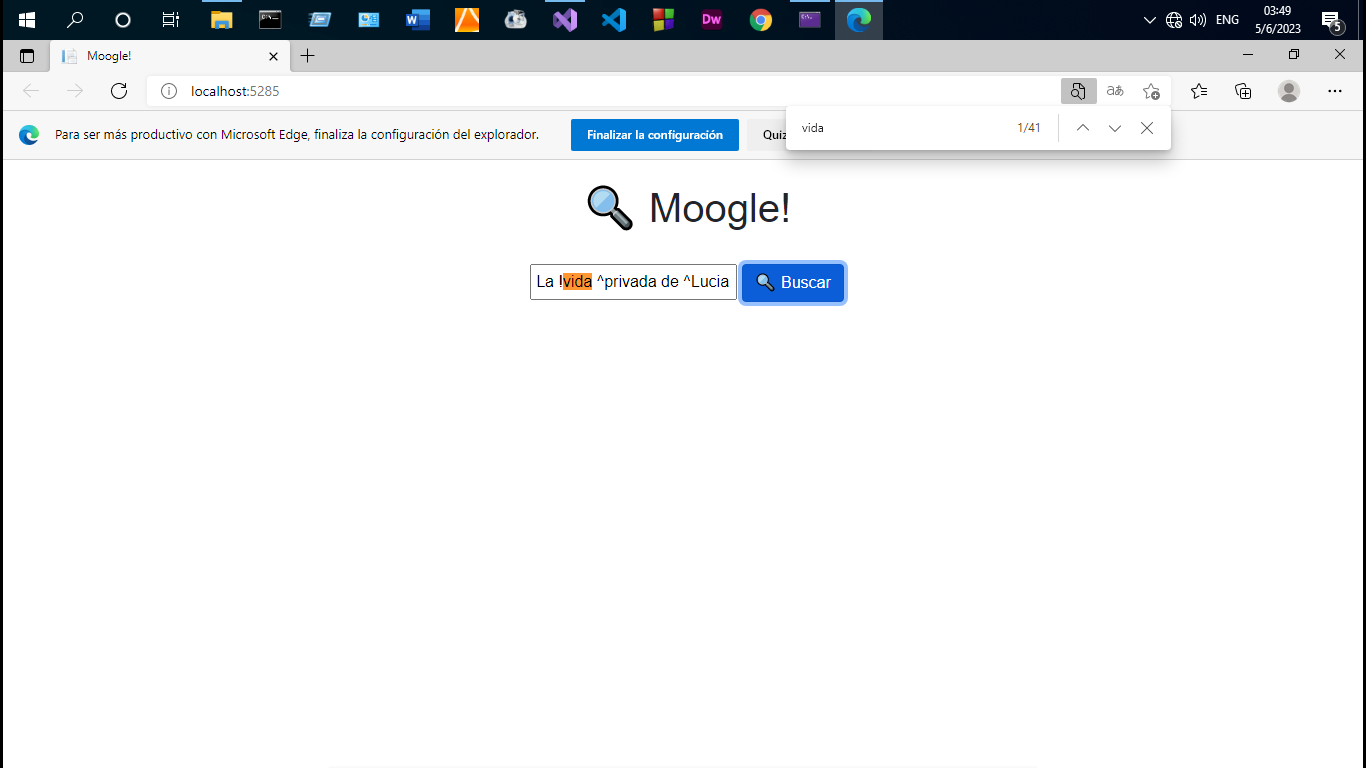 Dw
ENG
03:49
5/6/2023
5
Moogle!
localhost:5285
Para ser más productivo con Microsoft Edge, finaliza la configuración del explorador.
Finalizar la configuración
Quiz
vida
1/41
Moogle!
La !vida ^privada de ^Lucia
Buscar